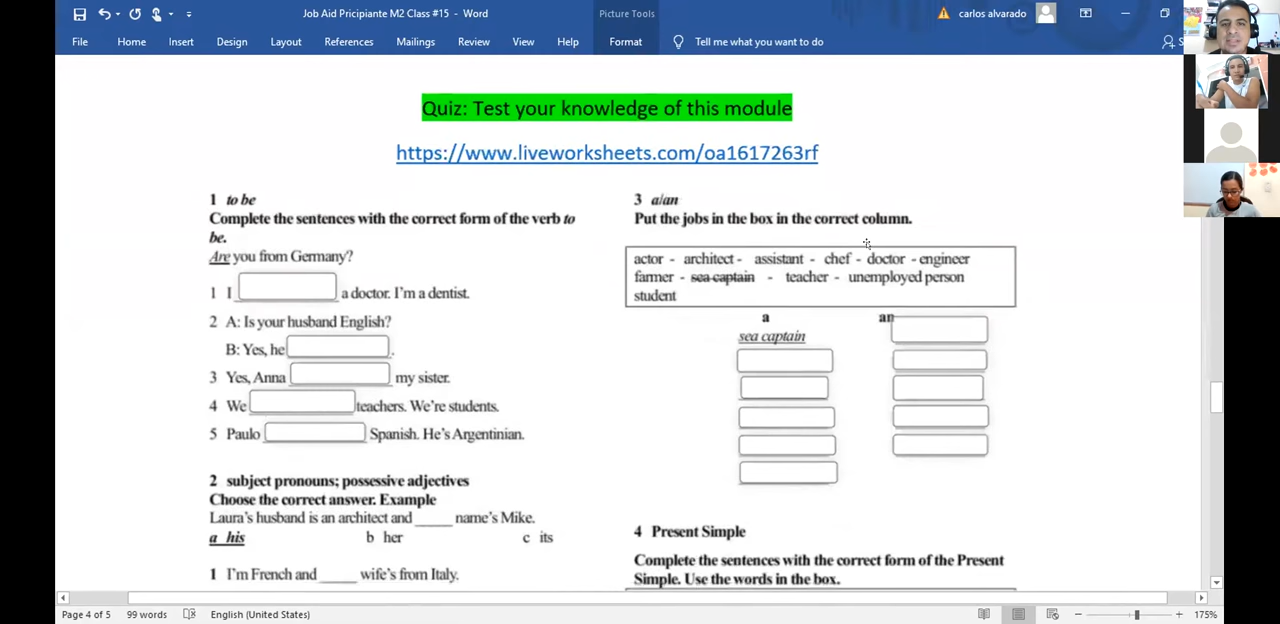 Job Aid Pricipiante M2 Class #15 - Word
Picture Tools
carlos alvarado
File Home Insert Design Layout References Mailings Review View Help Format Tell me what you want to do
Quiz: Test your knowledge of this module
https://www.liveworksheets.com/oa1617263rf
1 to be
Complete the sentences with the correct form of the verb to
be.
Are you from Germany?
1 I a doctor. I'm a dentist.
2 A: Is your husband English?
B: Yes, he .
3 Yes, Anna my sister.
4 We teachers. We're students.
5 Paulo Spanish. He's Argentinian.
2 subject pronouns; possessive adjectives
Choose the correct answer. Example
Laura's husband is an architect and ____ name's Mike.
a his b her c its
1 I'm French and ____ wife's from Italy.
3 a/an
Put the jobs in the box in the correct column.
actor - architect - assistant - chef - doctor - engineer
farmer - sea captain - teacher - unemployed person
student
a an
sea captain
4 Present Simple
Complete the sentences with the correct form of the Present
Simple. Use the words in the box.
Page 4 of 5 99 words English (United States) 175%